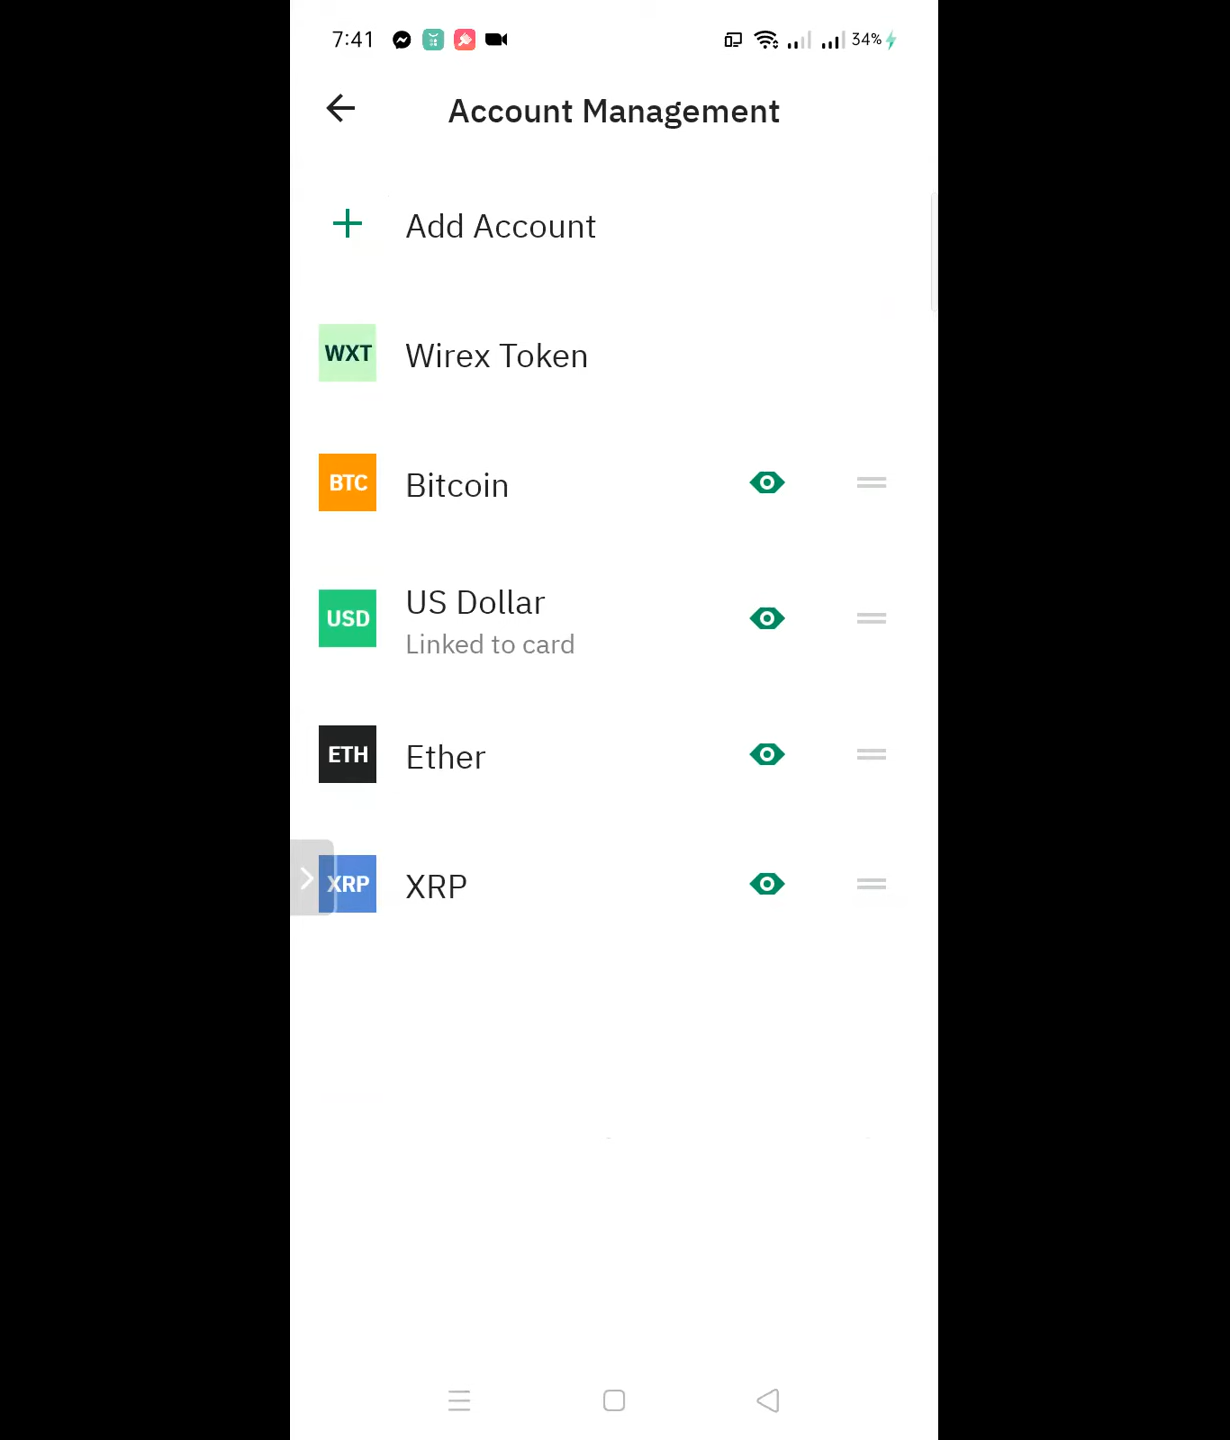 7:41
34%
Account Management
Add Account
WXT Wirex Token
BTC Bitcoin
USD US Dollar
Linked to card
ETH Ether
XRP XRP